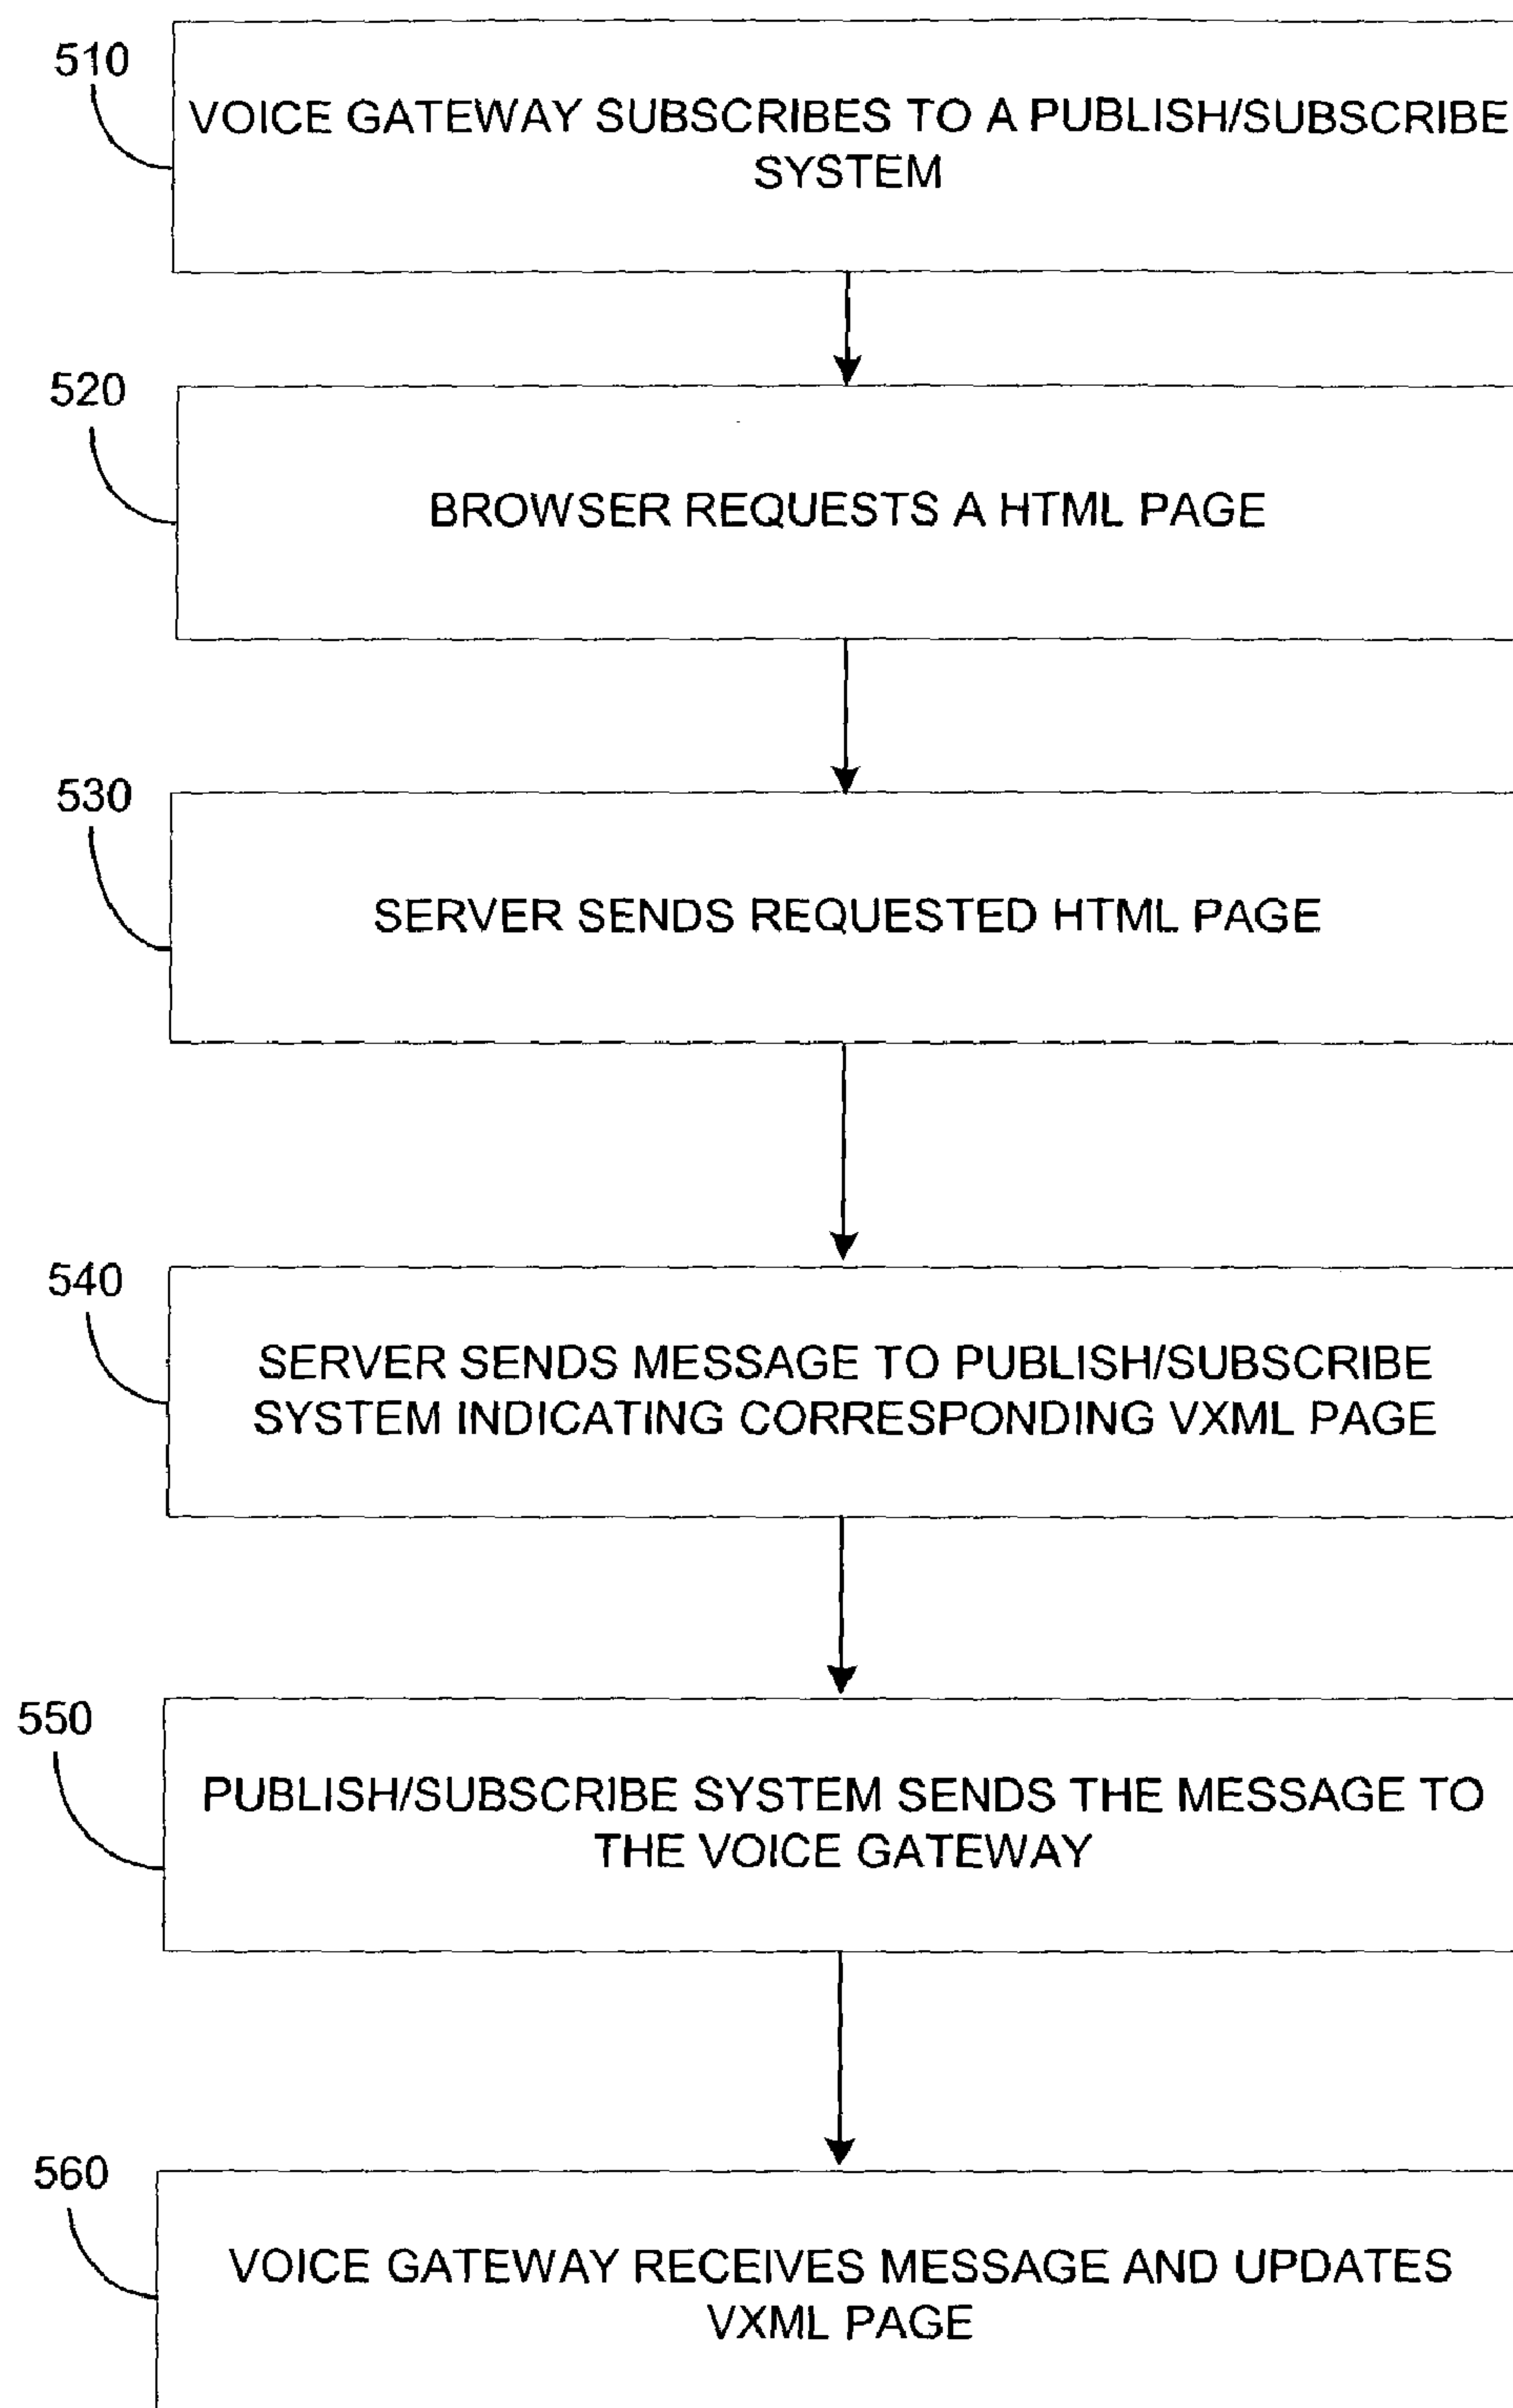 510
VOICE GATEWAY SUBSCRIBES TO A PUBLISH/SUBSCRIBE
SYSTEM
520
BROWSER REQUESTS A HTML PAGE
530
SERVER SENDS REQUESTED HTML PAGE
540
SERVER SENDS MESSAGE TO PUBLISH/SUBSCRIBE
SYSTEM INDICATING CORRESPONDING VXML PAGE
550
PUBLISH/SUBSCRIBE SYSTEM SENDS THE MESSAGE TO
THE VOICE GATEWAY
560
VOICE GATEWAY RECEIVES MESSAGE AND UPDATES
VXML PAGE